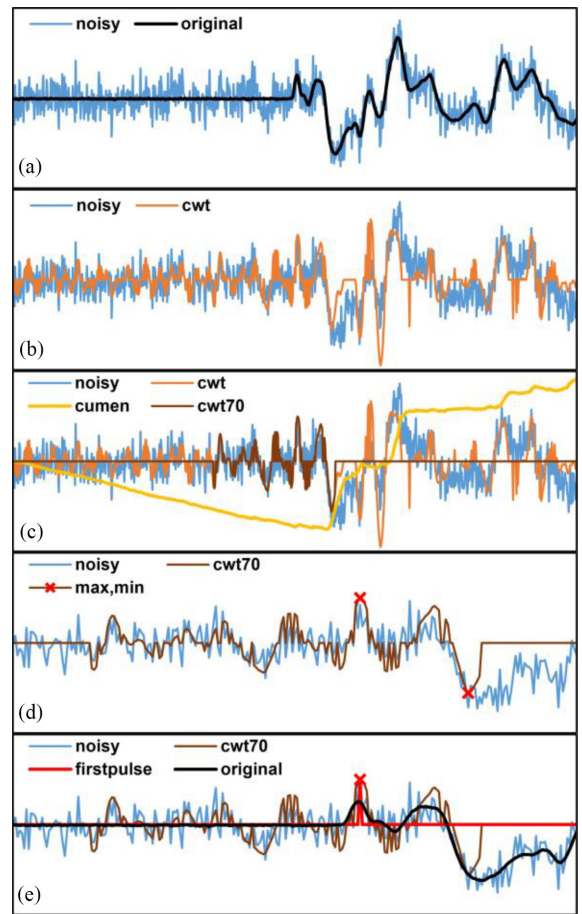 noisy original
(a)
noisy cwt
(b)
noisy cwt
cumen cwt70
(c)
noisy cwt70
max,min
(d)
noisy cwt70
firstpulse original
(e)